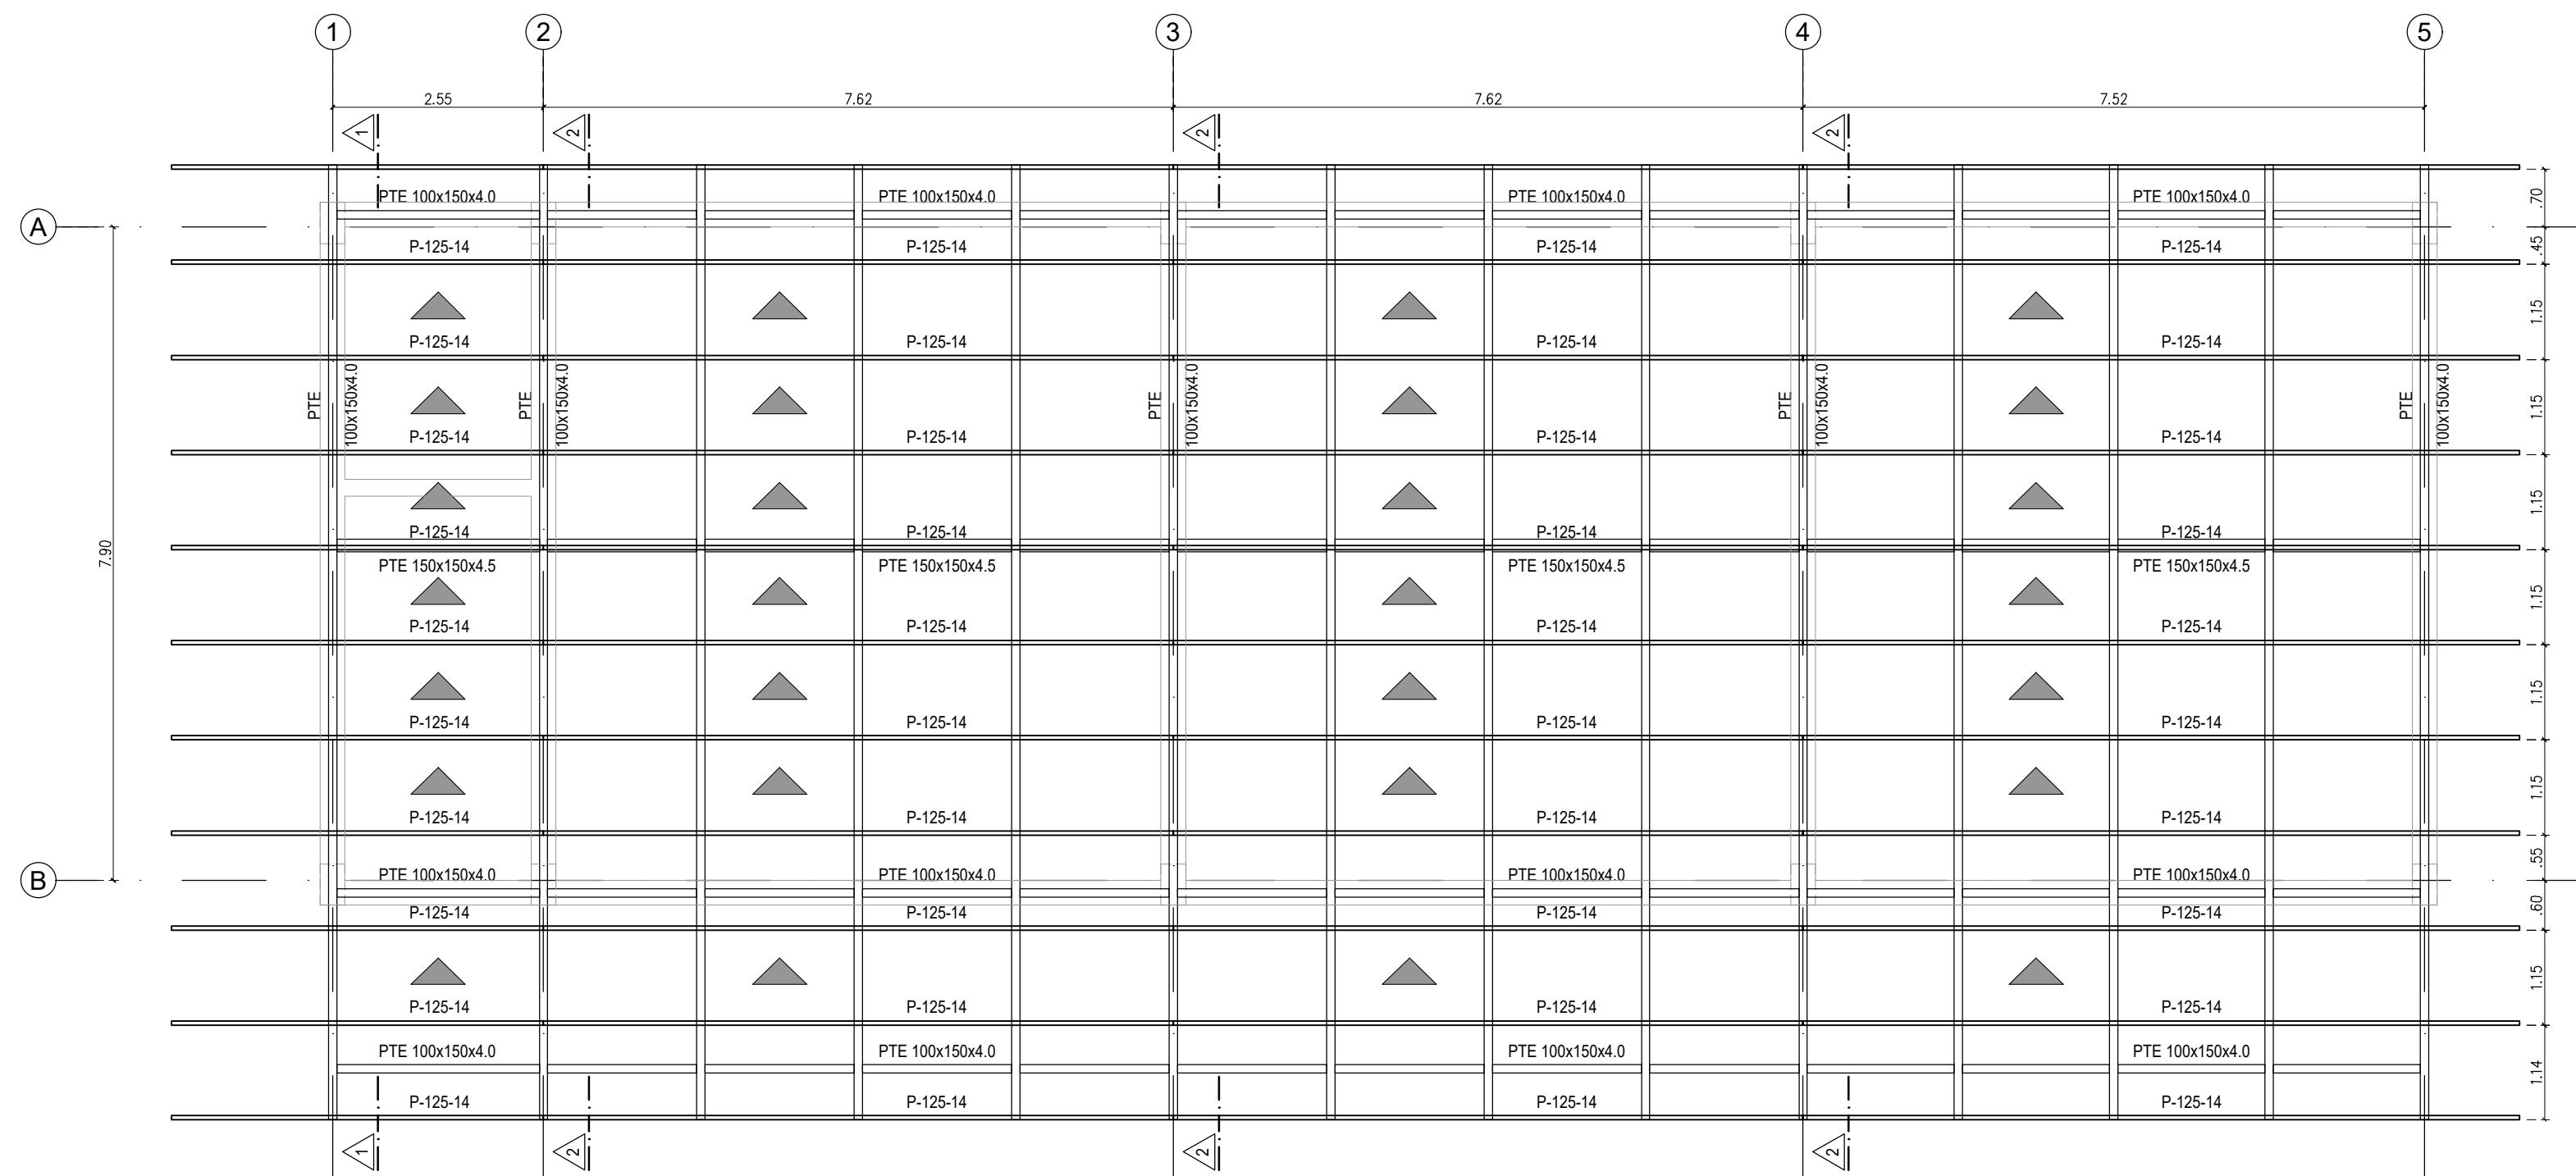 1 2 3 4 5
2.55 7.62 7.62 7.52
1 2 2 2
PTE 100x150x4.0 PTE 100x150x4.0 PTE 100x150x4.0 PTE 100x150x4.0
.70
A
P-125-14 P-125-14 P-125-14 P-125-14
.45
1.15
P-125-14 P-125-14 P-125-14 P-125-14
PTE 100x150x4.0 PTE 100x150x4.0 PTE 100x150x4.0 PTE 100x150x4.0 PTE 100x150x4.0
1.15
P-125-14 P-125-14 P-125-14 P-125-14
1.15
P-125-14 P-125-14 P-125-14 P-125-14
7.90
PTE 150x150x4.5 PTE 150x150x4.5 PTE 150x150x4.5 PTE 150x150x4.5
1.15
P-125-14 P-125-14 P-125-14 P-125-14
1.15
P-125-14 P-125-14 P-125-14 P-125-14
1.15
P-125-14 P-125-14 P-125-14 P-125-14
.55
B
PTE 100x150x4.0 PTE 100x150x4.0 PTE 100x150x4.0 PTE 100x150x4.0
.60
P-125-14 P-125-14 P-125-14 P-125-14
1.15
P-125-14 P-125-14 P-125-14 P-125-14
PTE 100x150x4.0 PTE 100x150x4.0 PTE 100x150x4.0 PTE 100x150x4.0
1.14
P-125-14 P-125-14 P-125-14 P-125-14
1 2 2 2